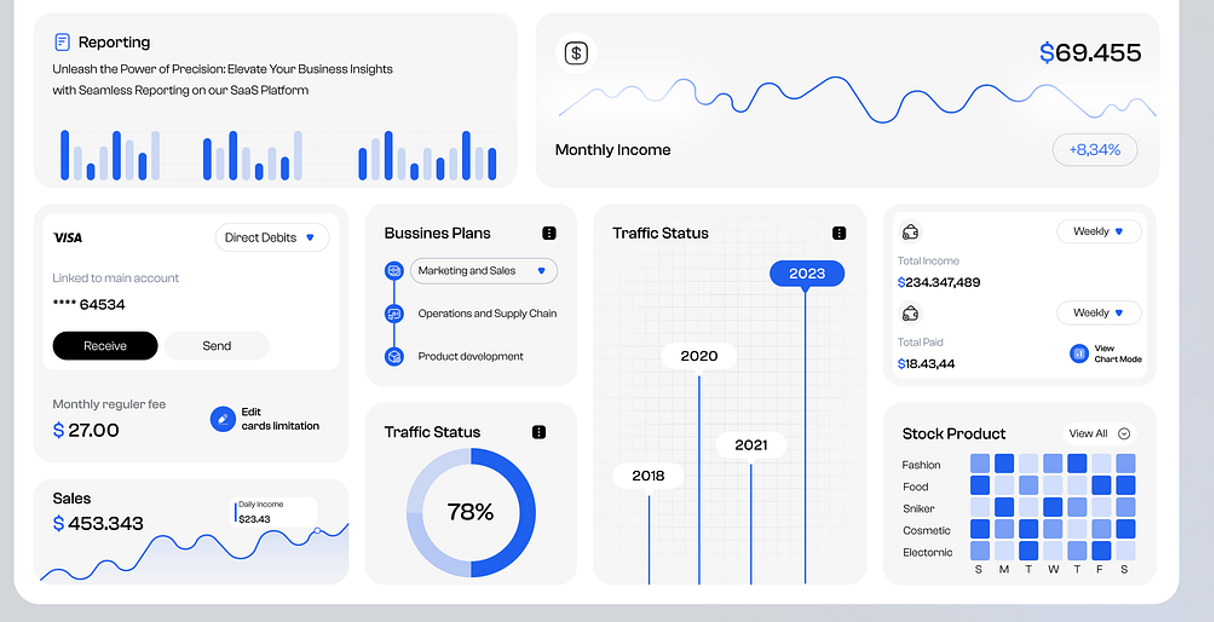 Reporting
Unleash the Power of Precision: Elevate Your Business Insights
with Seamless Reporting on our SaaS Platform
$
$69.455
Monthly Income
+8,34%
VISA
Direct Debits
Linked to main account
**** 64534
Receive
Send
Monthly reguler fee
$ 27.00
Edit
cards limitation
Sales
$ 453.343
Daily Income
$23.43
Bussines Plans
Marketing and Sales
Operations and Supply Chain
Product development
Traffic Status
78%
Traffic Status
2023
2020
2021
2018
Weekly
Total Income
$234.347,489
Weekly
Total Paid
$18.43,44
View
Chart Mode
Stock Product
View All
Fashion
Food
Sniker
Cosmetic
Electornic
S M T W T F S